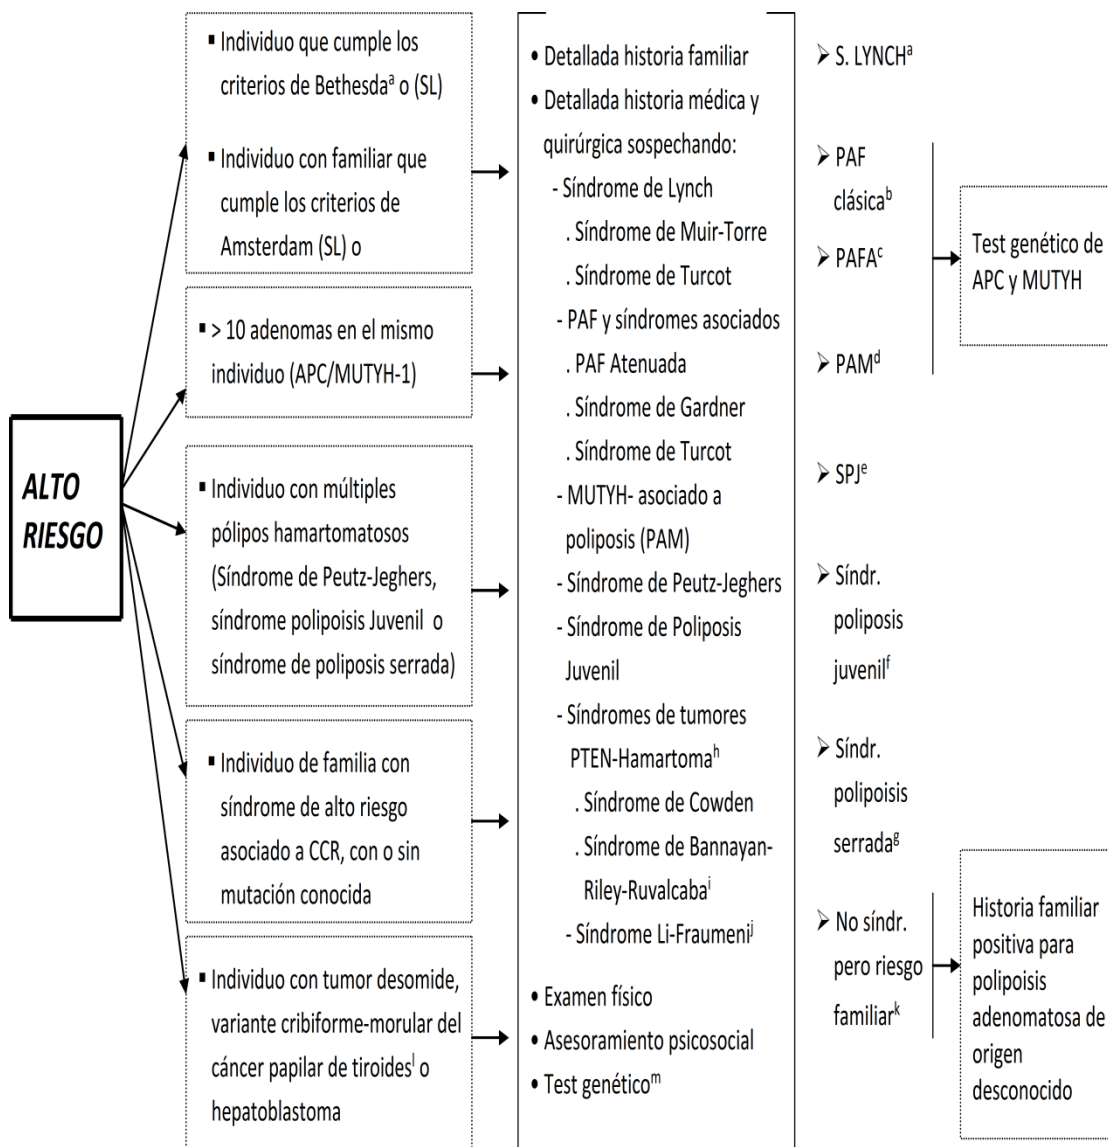 ALTO
RIESGO
▪ Individuo que cumple los
criterios de Bethesdaª o (SL)
▪ Individuo con familiar que
cumple los criterios de
Amsterdam (SL) o
▪ > 10 adenomas en el mismo
individuo (APC/MUTYH-1)
▪ Individuo con múltiples
pólipos hamartomatosos
(Síndrome de Peutz-Jeghers,
síndrome polipoisis Juvenil o
síndrome de poliposis serrada)
▪ Individuo de familia con
síndrome de alto riesgo
asociado a CCR, con o sin
mutación conocida
▪ Individuo con tumor desomide,
variante cribiforme-morular del
cáncer papilar de tiroidesˡ o
hepatoblastoma
• Detallada historia familiar
• Detallada historia médica y
quirúrgica sospechando:
- Síndrome de Lynch
. Síndrome de Muir-Torre
. Síndrome de Turcot
- PAF y síndromes asociados
. PAF Atenuada
. Síndrome de Gardner
. Síndrome de Turcot
- MUTYH- asociado a
poliposis (PAM)
- Síndrome de Peutz-Jeghers
- Síndrome de Poliposis
Juvenil
- Síndromes de tumores
PTEN-Hamartomaʰ
. Síndrome de Cowden
. Síndrome de Bannayan-
Riley-Ruvalcabaⁱ
- Síndrome Li-Fraumeniʲ
• Examen físico
• Asesoramiento psicosocial
• Test genéticoᵐ
➢ S. LYNCHª
➢ PAF
clásicaᵇ
➢ PAFAᶜ
➢ PAMᵈ
➢ SPJᵉ
➢ Síndr.
poliposis
juvenilᶠ
➢ Síndr.
polipoisis
serradaᵍ
➢ No síndr.
pero riesgo
familiarᵏ
Test genético de
APC y MUTYH
Historia familiar
positiva para
polipoisis
adenomatosa de
origen
desconocido